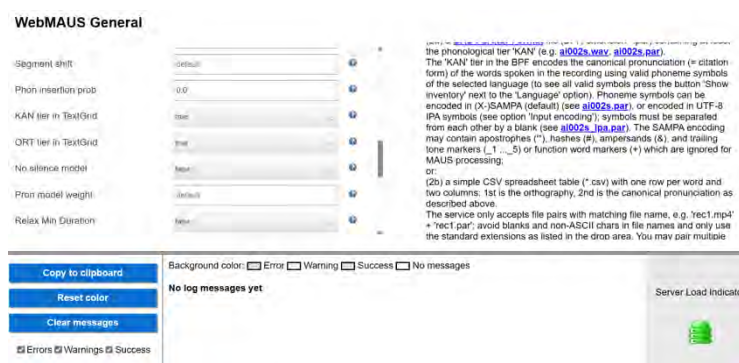 WebMAUS General
Segment shift
default
Phon insertion prob
0.0
KAN tier in TextGrid
true
ORT tier in TextGrid
true
No silence model
false
Pron model weight
default
Relax Min Duration
false
the phonological tier 'KAN' (e.g. ai002.wav, ai002.par).
The 'KAN' tier in the BPF encodes the canonical pronunciation (= citation
form) of the words spoken in the recording using valid phoneme symbols
of the selected language (to see all valid symbols press the button 'Show
inventory' next to the 'Language' option). Phoneme symbols can be
encoded in (X-)SAMPA (default) (see ai002.par), or encoded in UTF-8
IPA symbols (see option 'Input encoding'); symbols must be separated
from each other by a blank (see ai002_ipa.par). The SAMPA encoding
may contain apostrophes ("'), hashes (#), ampersands (&), and trailing
tone markers (_1 ..._5) or function word markers (+) which are ignored for
MAUS processing;
or:
(2b) a simple CSV spreadsheet table (*.csv) with one row per word and
two columns: 1st is the orthography, 2nd is the canonical pronunciation as
described above.
The service only accepts file pairs with matching file name, e.g. 'rec1.mp4'
+ 'rec1.par'; avoid blanks and non-ASCII chars in file names and only use
the standard extensions as listed in the drop area. You may pair multiple
Copy to clipboard
Reset color
Clear messages
Errors Warnings Success
Background color: Error Warning Success No messages
No log messages yet
Server Load Indicato